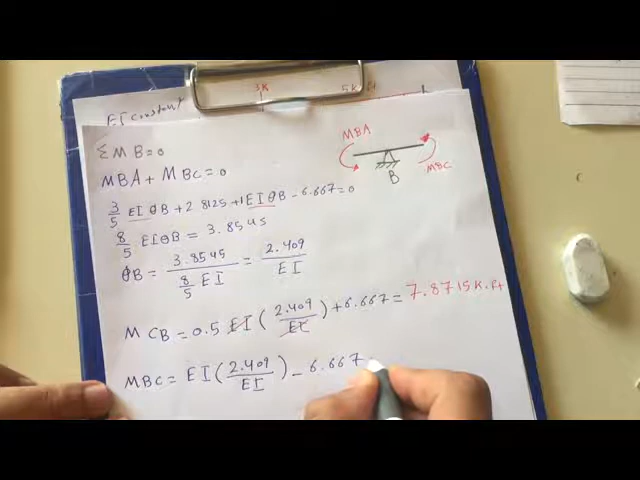 EI constant
3K
5K
ft
ΣMB=0
MBA
MBC
B
MBA+MBC=0
3/5 EIθB+2.8125+1EIθB-6.667=0
8/5 EIθB=3.8545
θB= 3.8545/(8/5 EI) = 2.409/EI
MCB=0.5 EI(2.409/EI)+6.667=7.8715K.ft
MBC= EI(2.409/EI)-6.667